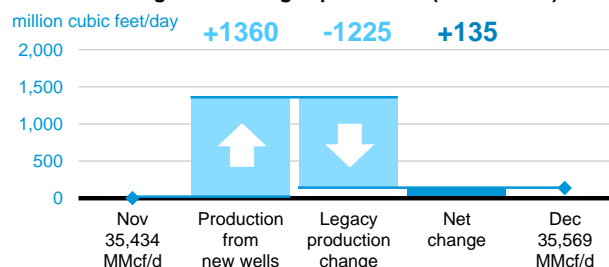 million cubic feet/day
+1360 -1225 +135
2,000
1,500
1,000
500
0
Nov
35,434
MMcf/d
Production
from
new wells
Legacy
production
change
Net
change
Dec
35,569
MMcf/d